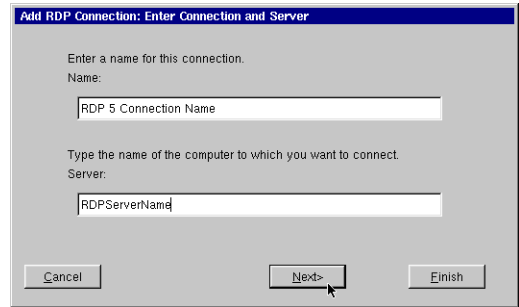 Add RDP Connection: Enter Connection and Server
Enter a name for this connection.
Name:
RDP 5 Connection Name
Type the name of the computer to which you want to connect.
Server:
RDPServerName
Cancel
Next>
Finish